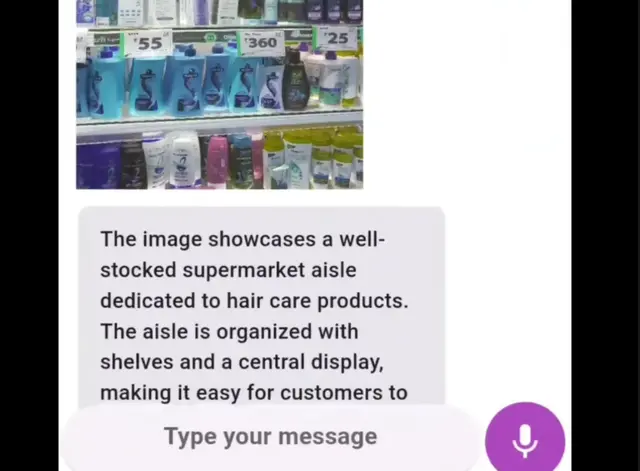 ₹55
₹360
₹25
The image showcases a well-
stocked supermarket aisle
dedicated to hair care products.
The aisle is organized with
shelves and a central display,
making it easy for customers to
Type your message